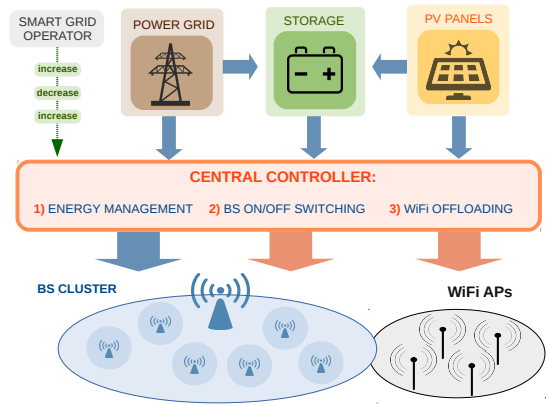 SMART GRID
OPERATOR
increase
decrease
increase
POWER GRID
STORAGE
PV PANELS
CENTRAL CONTROLLER:
1) ENERGY MANAGEMENT 2) BS ON/OFF SWITCHING 3) WiFi OFFLOADING
BS CLUSTER
WiFi APs